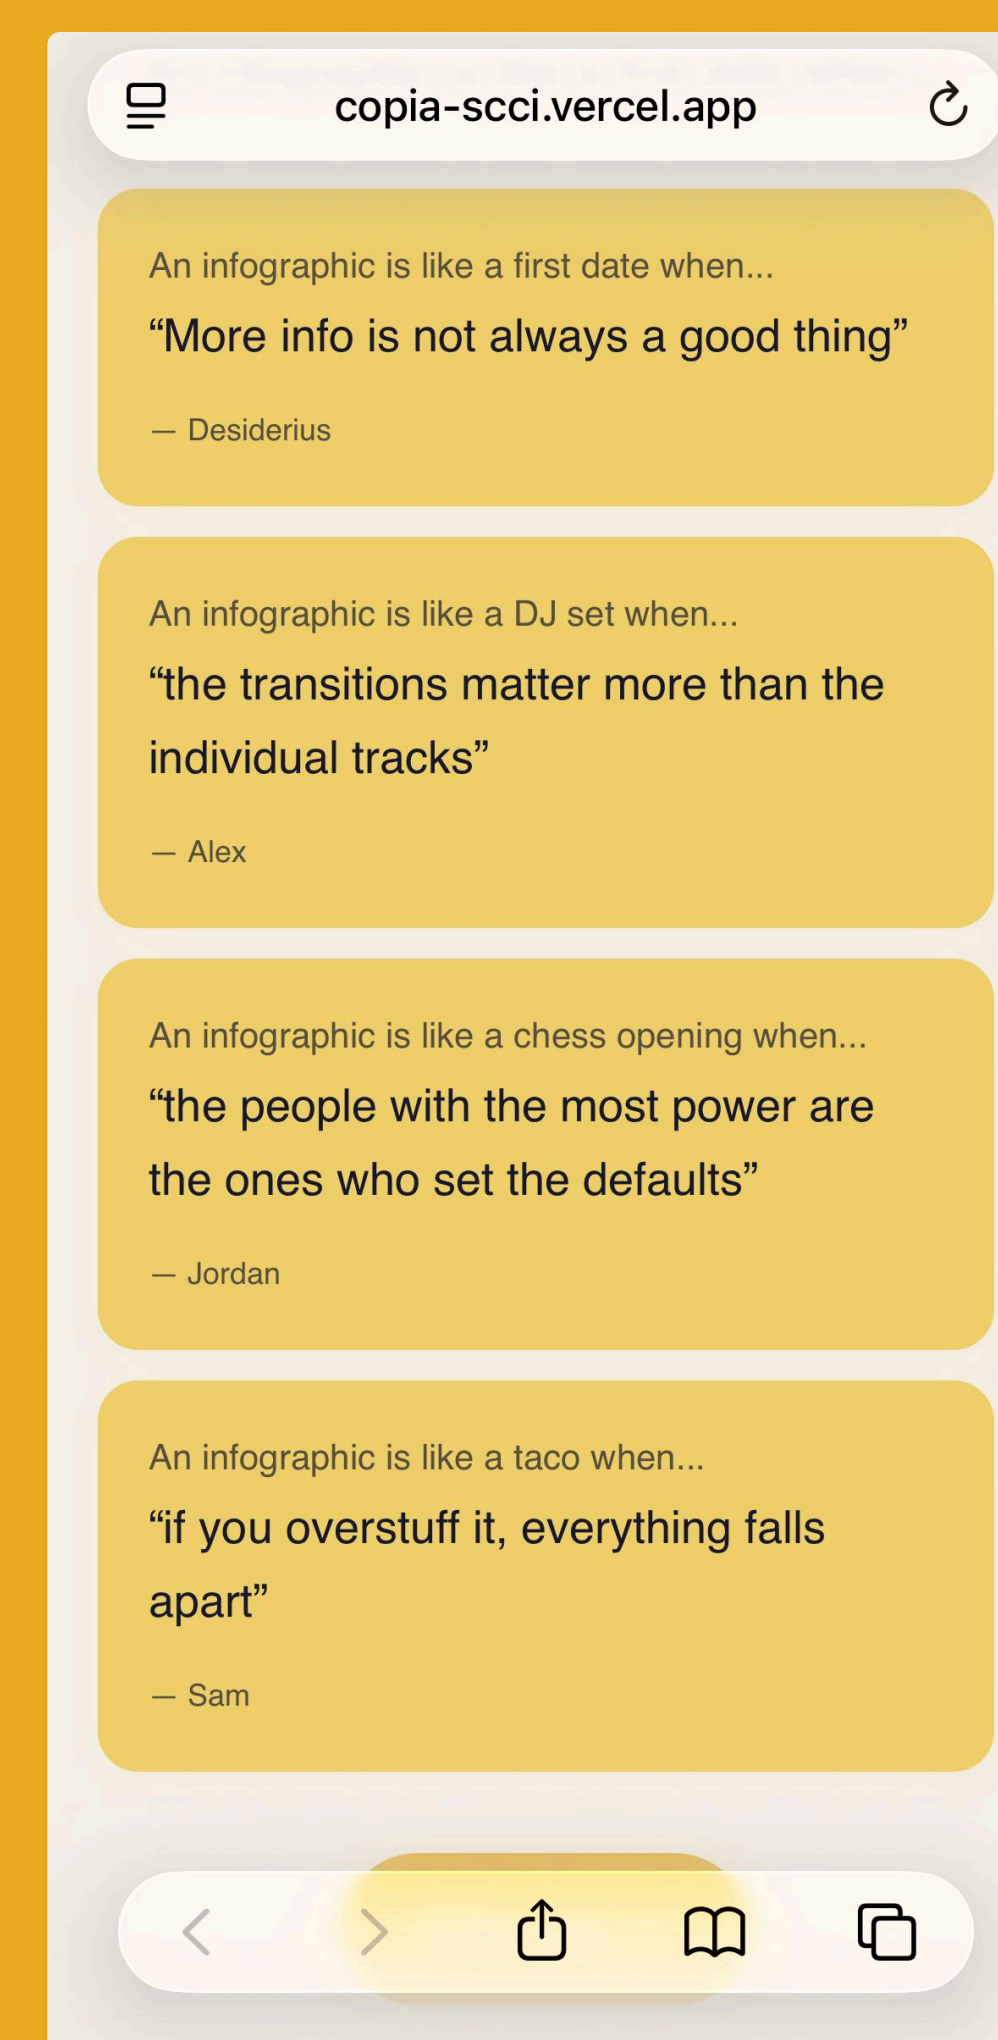 copia-scci.vercel.app
An infographic is like a first date when...
“More info is not always a good thing”
— Desiderius
An infographic is like a DJ set when...
“the transitions matter more than the
individual tracks”
— Alex
An infographic is like a chess opening when...
“the people with the most power are
the ones who set the defaults”
— Jordan
An infographic is like a taco when...
“if you overstuff it, everything falls
apart”
— Sam